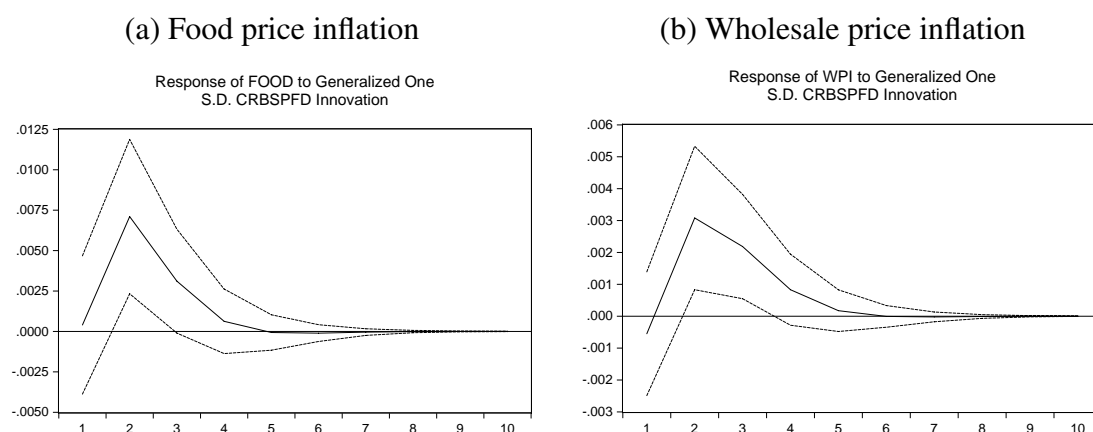 (a) Food price inflation
Response of FOOD to Generalized One
S.D. CRBSPFD Innovation
.0125
.0100
.0075
.0050
.0025
.0000
-.0025
-.0050
1 2 3 4 5 6 7 8 9 10
(b) Wholesale price inflation
Response of WPI to Generalized One
S.D. CRBSPFD Innovation
.006
.005
.004
.003
.002
.001
.000
-.001
-.002
-.003
1 2 3 4 5 6 7 8 9 10